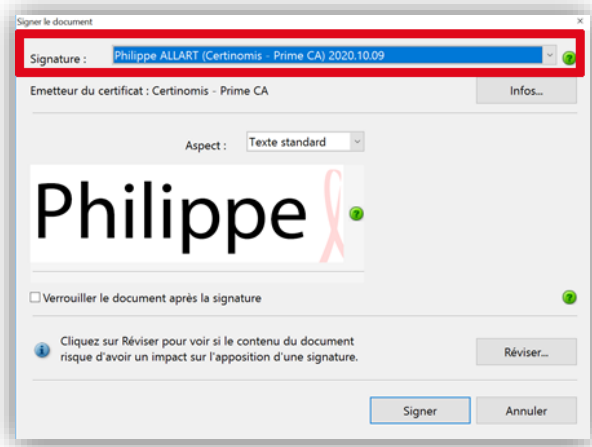 Signer le document
Signature : Philippe ALLART (Certinomis - Prime CA) 2020.10.09
Emetteur du certificat : Certinomis - Prime CA Infos...
Aspect : Texte standard
Philippe
Verrouiller le document après la signature
Cliquez sur Réviser pour voir si le contenu du document
risque d'avoir un impact sur l'apposition d'une signature.
Réviser...
Signer Annuler